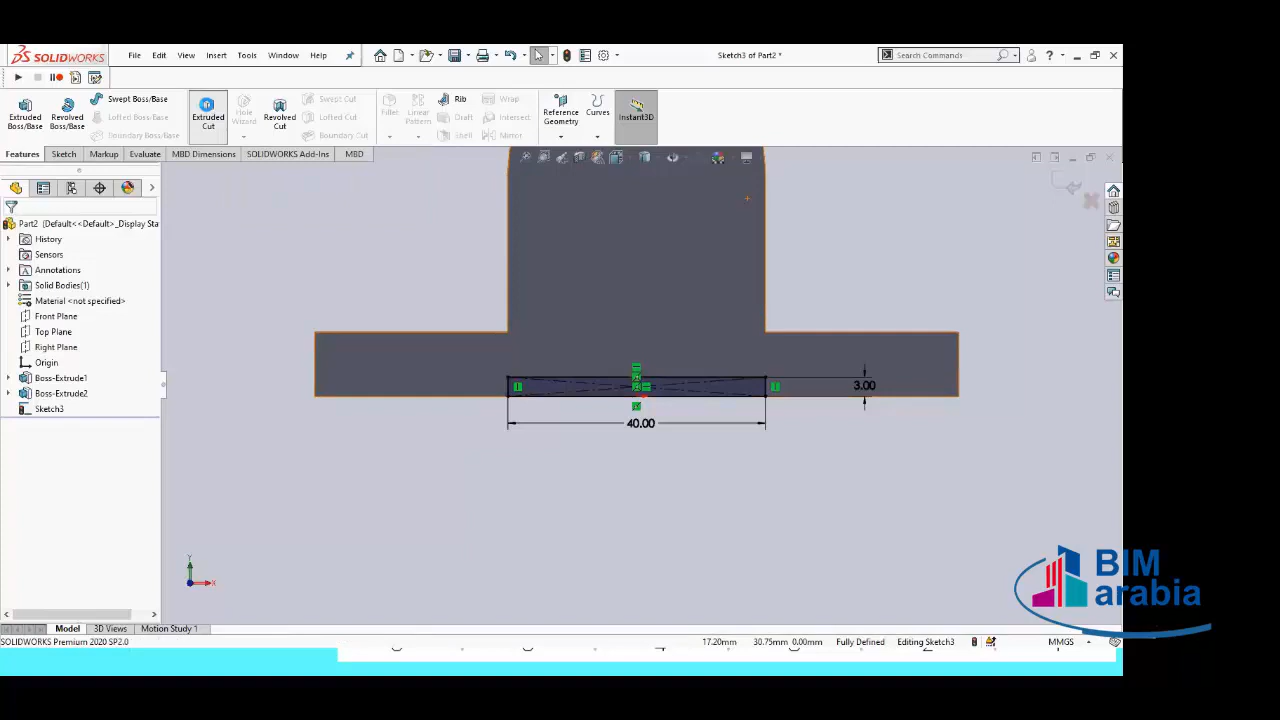 SOLIDWORKS File Edit View Insert Tools Window Help Sketch3 of Part2 * Search Commands ?
Extruded Boss/Base
Revolved Boss/Base
Swept Boss/Base
Lofted Boss/Base
Boundary Boss/Base
Extruded Cut
Hole Wizard
Revolved Cut
Swept Cut
Lofted Cut
Boundary Cut
Fillet
Linear Pattern
Rib
Draft
Shell
Wrap
Intersect
Mirror
Reference Geometry
Curves
Instant3D
Features Sketch Markup Evaluate MBD Dimensions SOLIDWORKS Add-Ins MBD
Part2 (Default<<Default>_Display Sta
History
Sensors
Annotations
Solid Bodies(1)
Material <not specified>
Front Plane
Top Plane
Right Plane
Origin
Boss-Extrude1
Boss-Extrude2
Sketch3
3.00
40.00
Y
X
BIM
arabia
Model 3D Views Motion Study 1
SOLIDWORKS Premium 2020 SP2.0 17.20mm 30.75mm 0.00mm Fully Defined Editing Sketch3 MMGS